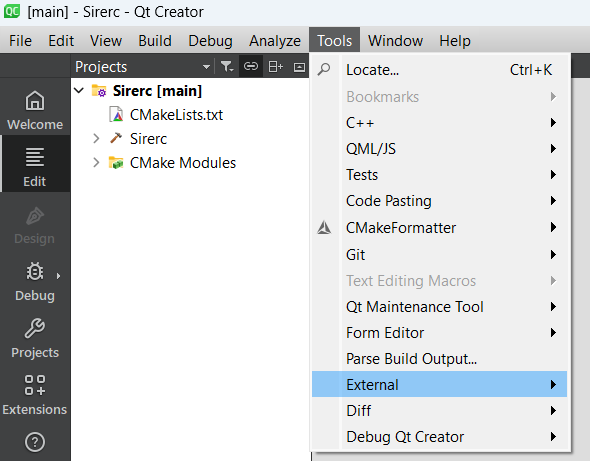 QC [main] - Sirerc - Qt Creator
File Edit View Build Debug Analyze Tools Window Help
Projects
Welcome
Edit
Design
Debug
Projects
Extensions
Sirerc [main]
CMakeLists.txt
Sirerc
CMake Modules
Locate... Ctrl+K
Bookmarks
C++
QML/JS
Tests
Code Pasting
CMakeFormatter
Git
Text Editing Macros
Qt Maintenance Tool
Form Editor
Parse Build Output...
External
Diff
Debug Qt Creator